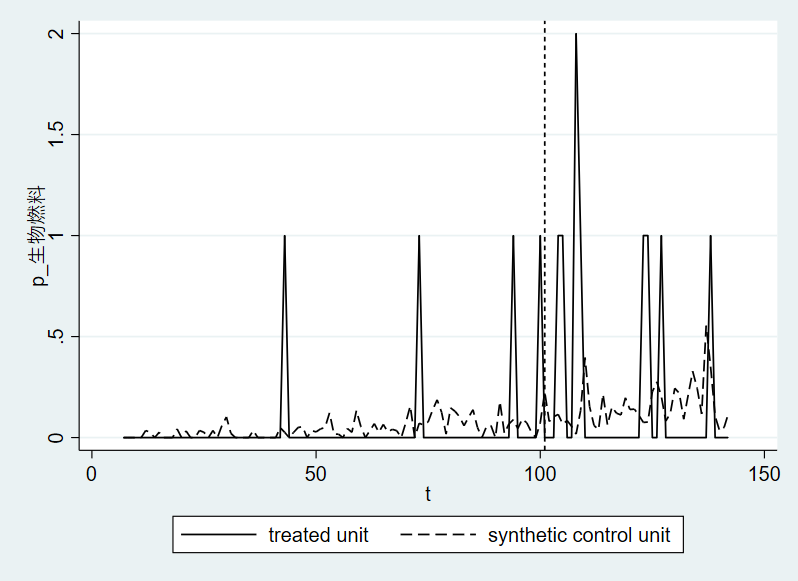 2
1.5
1
.5
0
p_生物燃料
0
50
100
150
t
treated unit
synthetic control unit